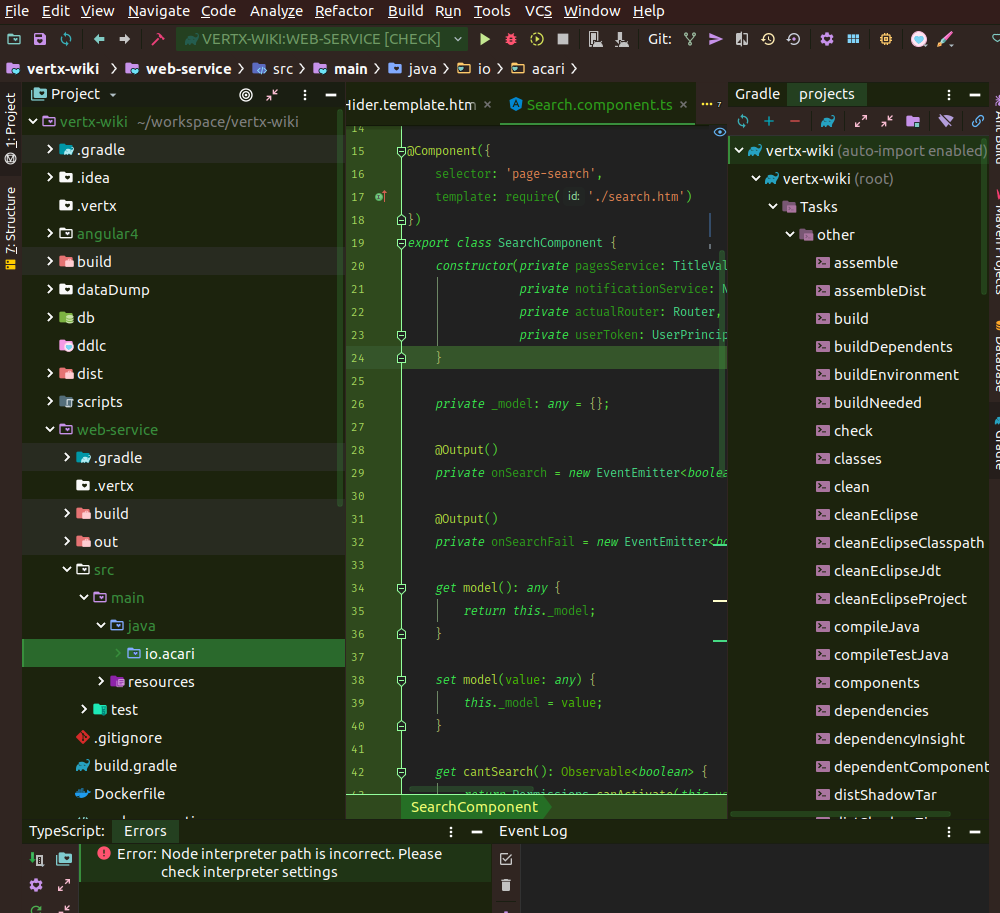 File Edit View Navigate Code Analyze Refactor Build Run Tools VCS Window Help
VERTX-WIKI:WEB-SERVICE [CHECK] Git:
vertx-wiki web-service src main java io acari
1: Project
7: Structure
Project
vertx-wiki ~/workspace/vertx-wiki
.gradle
.idea
.vertx
angular4
build
dataDump
db
ddlc
dist
scripts
web-service
.gradle
.vertx
build
out
src
main
java
io.acari
resources
test
.gitignore
build.gradle
Dockerfile
Hider.template.htm Search.component.ts 7
14
15 @Component({
16 selector: 'page-search',
17 template: require( id: './search.htm')
18 })
19 export class SearchComponent {
20 constructor(private pagesService: TitleVal
21 private notificationService: N
22 private actualRouter: Router,
23 private userToken: UserPrincip
24 }
25
26 private _model: any = {};
27
28 @Output()
29 private onSearch = new EventEmitter<boolea
30
31 @Output()
32 private onSearchFail = new EventEmitter<bo
33
34 get model(): any {
35 return this._model;
36 }
37
38 set model(value: any) {
39 this._model = value;
40 }
41
42 get cantSearch(): Observable<boolean> {
SearchComponent
Gradle projects
vertx-wiki (auto-import enabled)
vertx-wiki (root)
Tasks
other
assemble
assembleDist
build
buildDependents
buildEnvironment
buildNeeded
check
classes
clean
cleanEclipse
cleanEclipseClasspath
cleanEclipseJdt
cleanEclipseProject
compileJava
compileTestJava
components
dependencies
dependencyInsight
dependentComponent
distShadowTar
Ant Build
Maven Projects
Database
Gradle
TypeScript: Errors
Error: Node interpreter path is incorrect. Please
check interpreter settings
Event Log